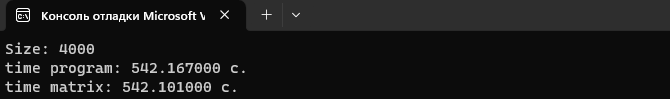 Консоль отладки Microsoft V
Size: 4000
time program: 542.167000 c.
time matrix: 542.101000 c.